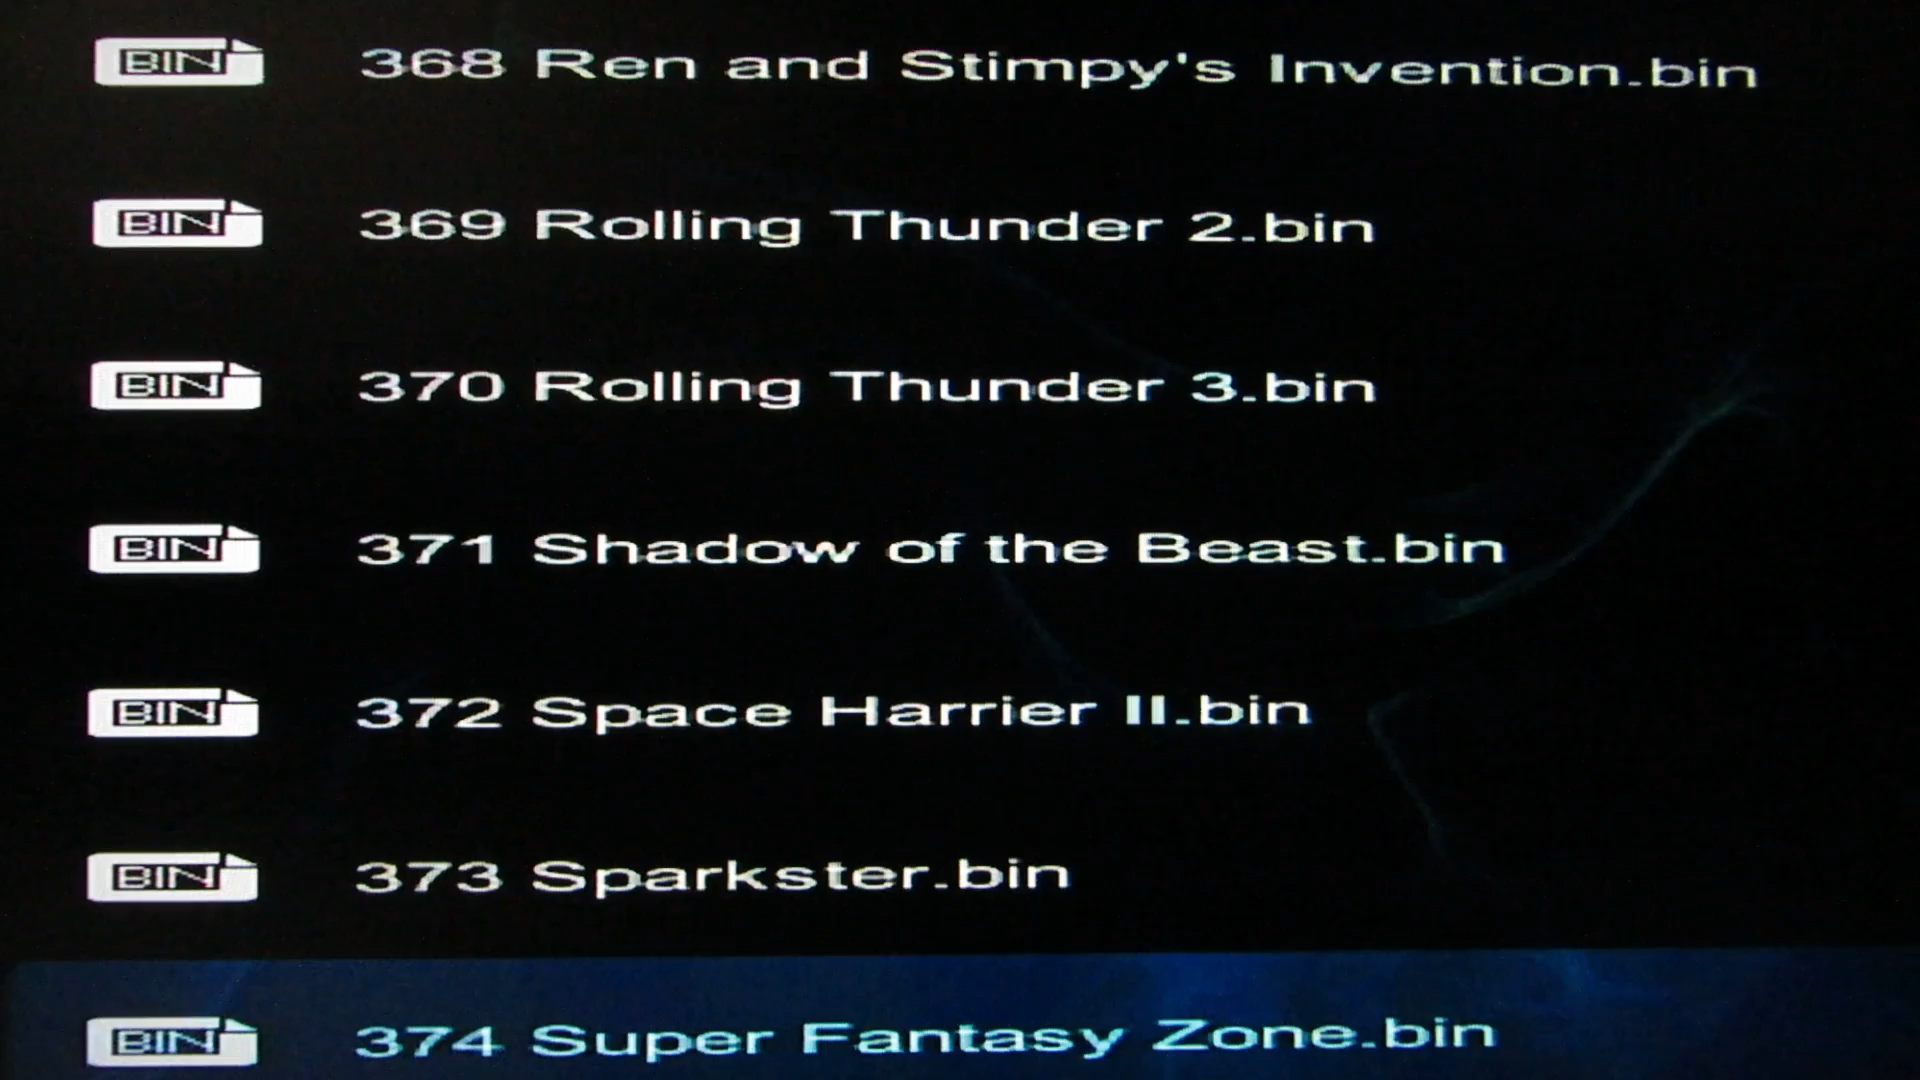 BIN 368 Ren and Stimpy's Invention.bin
BIN 369 Rolling Thunder 2.bin
BIN 370 Rolling Thunder 3.bin
BIN 371 Shadow of the Beast.bin
BIN 372 Space Harrier II.bin
BIN 373 Sparkster.bin
BIN 374 Super Fantasy Zone.bin